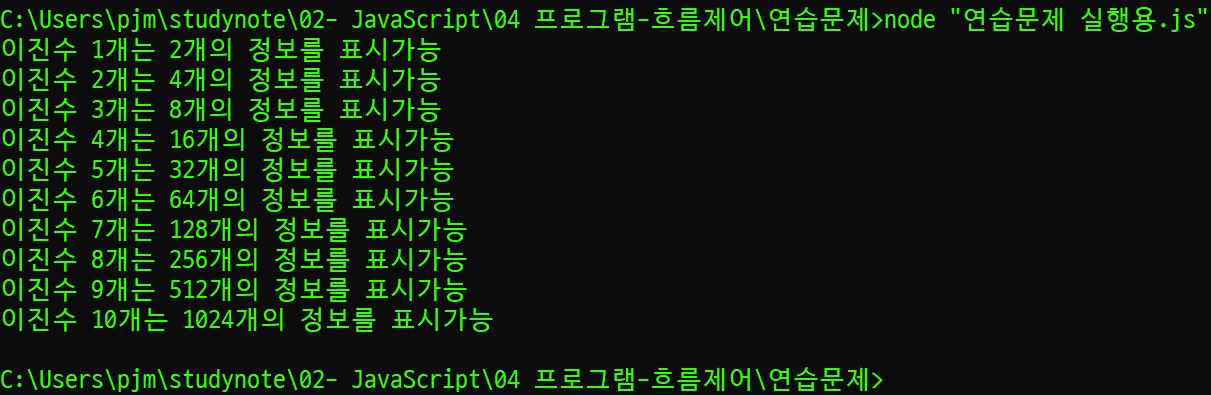 C:\Users\pjm\studynote\02- JavaScript\04 프로그램-흐름제어\연습문제>node "연습문제 실행용.js"
이진수 1개는 2개의 정보를 표시가능
이진수 2개는 4개의 정보를 표시가능
이진수 3개는 8개의 정보를 표시가능
이진수 4개는 16개의 정보를 표시가능
이진수 5개는 32개의 정보를 표시가능
이진수 6개는 64개의 정보를 표시가능
이진수 7개는 128개의 정보를 표시가능
이진수 8개는 256개의 정보를 표시가능
이진수 9개는 512개의 정보를 표시가능
이진수 10개는 1024개의 정보를 표시가능
C:\Users\pjm\studynote\02- JavaScript\04 프로그램-흐름제어\연습문제>